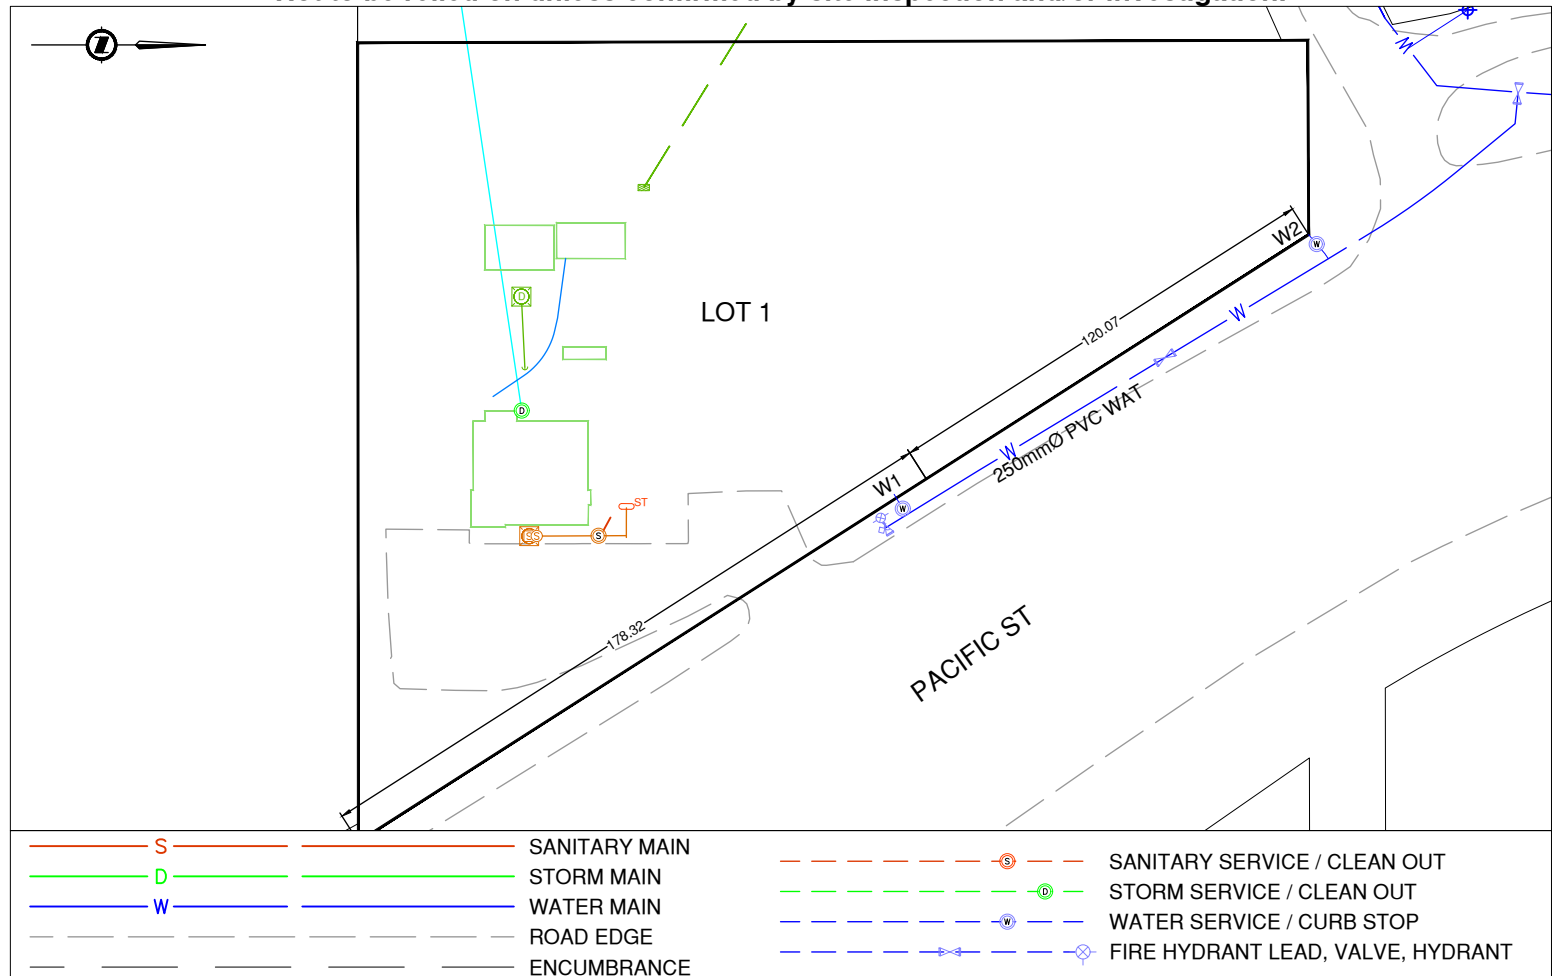 W
W2
W
LOT 1
120.07
W
D
250mmØ PVC WAT
W
D
W1
W
ST
SS
S
178.32
PACIFIC ST
S
SANITARY MAIN
D
STORM MAIN
W
WATER MAIN
ROAD EDGE
ENCUMBRANCE
S
SANITARY SERVICE / CLEAN OUT
D
STORM SERVICE / CLEAN OUT
W
WATER SERVICE / CURB STOP
FIRE HYDRANT LEAD, VALVE, HYDRANT